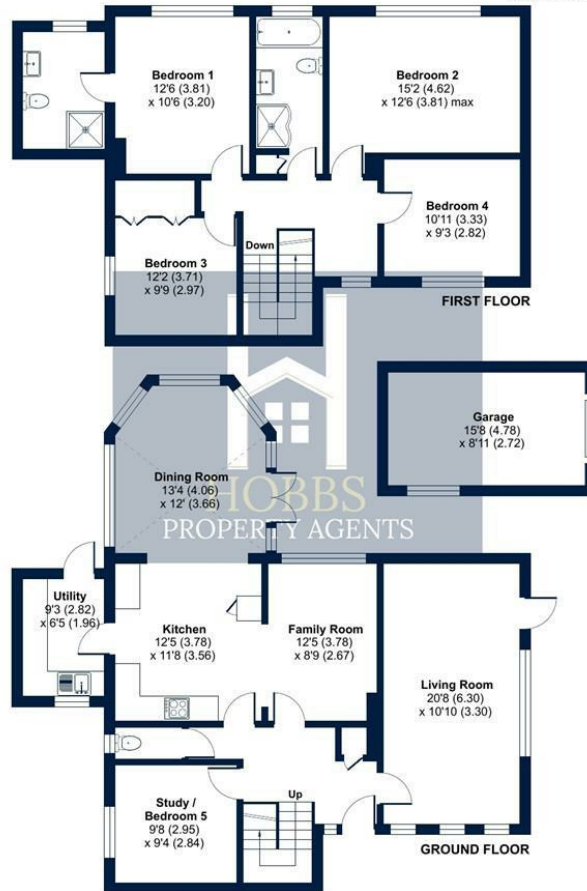 Bedroom 1
12'6 (3.81)
x 10'6 (3.20)
Bedroom 2
15'2 (4.62)
x 12'6 (3.81) max
Bedroom 3
12'2 (3.71)
x 9'9 (2.97)
Down
Bedroom 4
10'11 (3.33)
x 9'3 (2.82)
FIRST FLOOR
Garage
15'8 (4.78)
x 8'11 (2.72)
Dining Room
13'4 (4.06)
x 12' (3.66)
HOBBS
PROPERTY AGENTS
Utility
9'3 (2.82)
x 6'5 (1.96)
Kitchen
12'5 (3.78)
x 11'8 (3.56)
Family Room
12'5 (3.78)
x 8'9 (2.67)
Living Room
20'8 (6.30)
x 10'10 (3.30)
Study /
Bedroom 5
9'8 (2.95)
x 9'4 (2.84)
Up
GROUND FLOOR